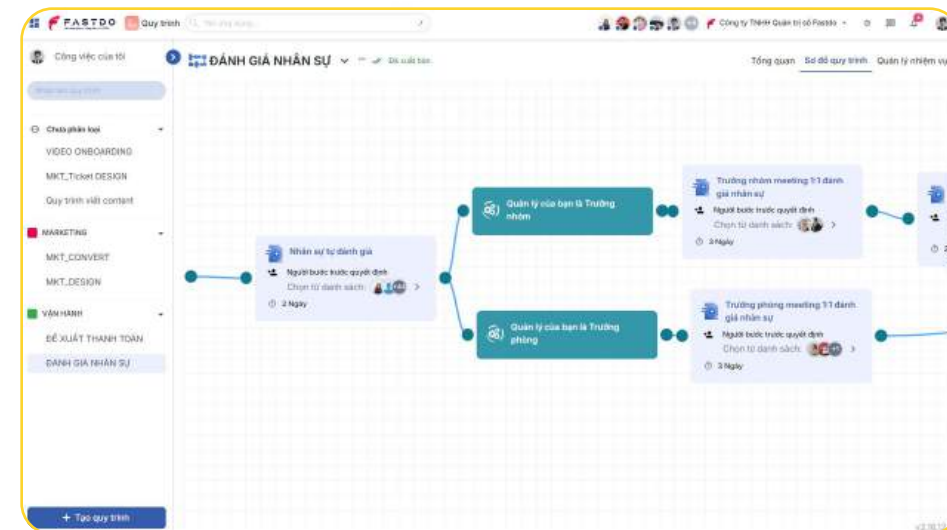 FASTDO
Quy trình
Công ty TNHH Quản trị số Fastdo
Công việc của tôi
ĐÁNH GIÁ NHÂN SỰ
Đã xuất bản
Tổng quan
Sơ đồ quy trình
Quản lý nhiệm vụ
Chưa phân loại
VIDEO ONBOARDING
MKT_Ticket DESIGN
Quy trình viết content
MARKETING
MKT_CONVERT
MKT_DESIGN
VẬN HÀNH
ĐỀ XUẤT THANH TOÁN
ĐÁNH GIÁ NHÂN SỰ
+ Tạo quy trình
Nhân sự tự đánh giá
Người bước trước quyết định
Chọn từ danh sách:
2 Ngày
Quản lý của bạn là Trưởng
nhóm
Quản lý của bạn là Trưởng
phòng
Trưởng nhóm meeting 1:1 đánh
giá nhân sự
Người bước trước quyết định
Chọn từ danh sách:
3 Ngày
Trưởng phòng meeting 1:1 đánh
giá nhân sự
Người bước trước quyết định
Chọn từ danh sách:
3 Ngày